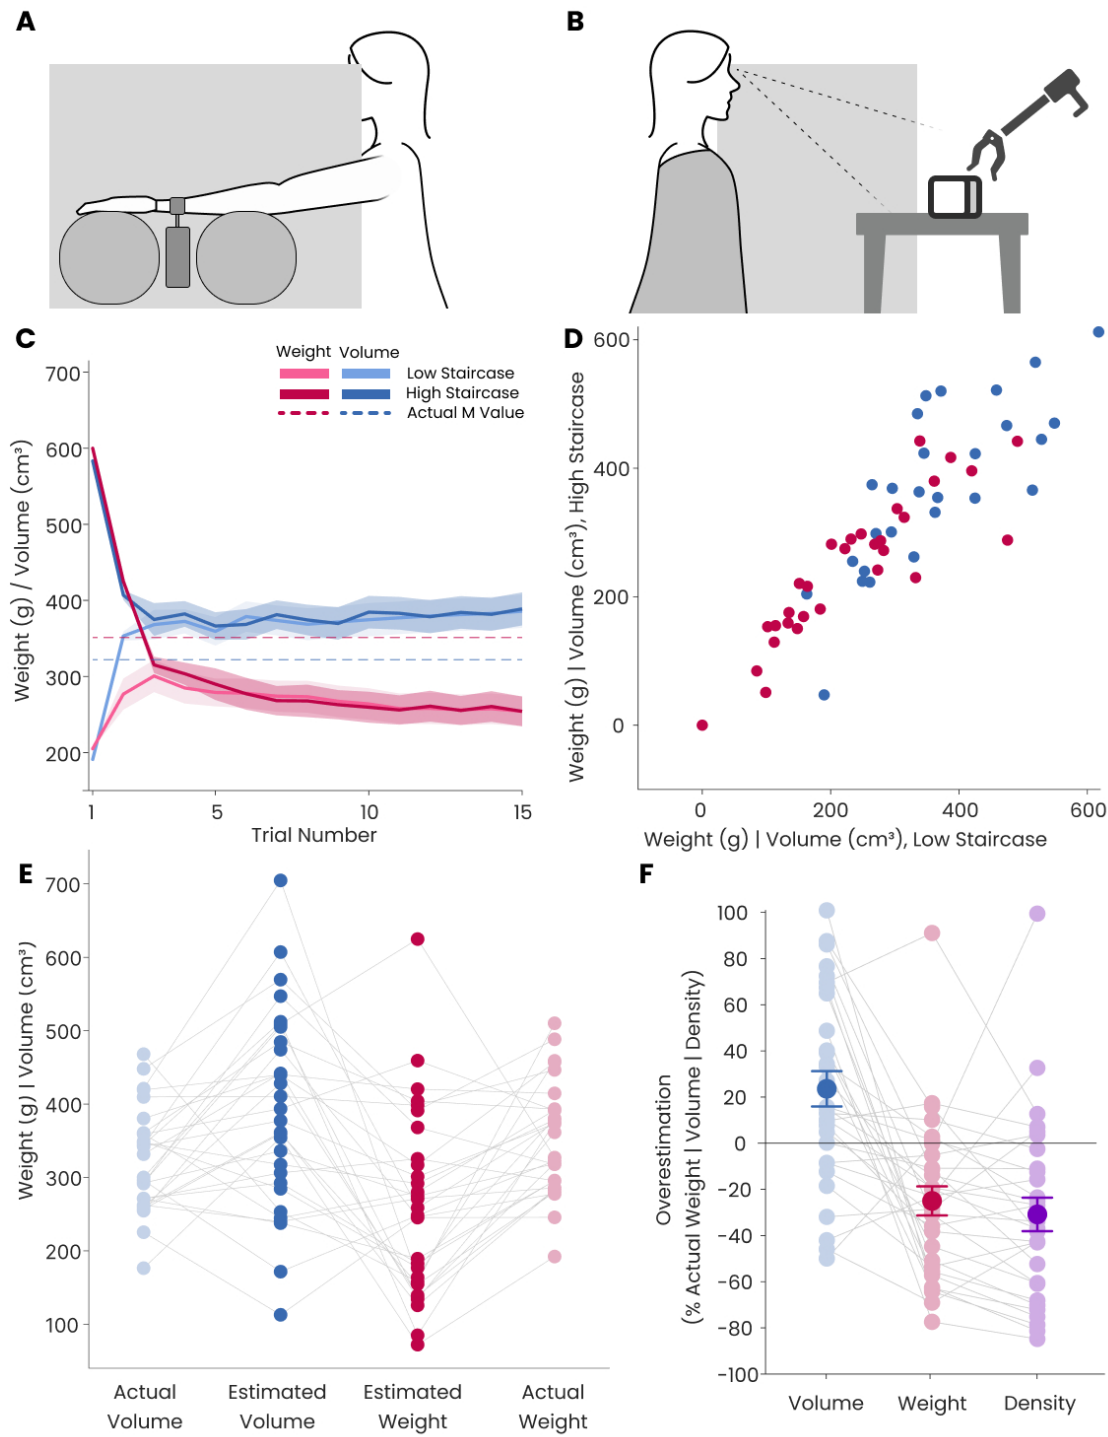 A
B
C
Weight Volume
Low Staircase
High Staircase
Actual M Value
Weight (g) / Volume (cm³)
700
600
500
400
300
200
1
5
10
15
Trial Number
D
Weight (g) | Volume (cm³), High Staircase
600
400
200
0
0
200
400
600
Weight (g) | Volume (cm³), Low Staircase
E
Weight (g) | Volume (cm³)
700
600
500
400
300
200
100
Actual
Volume
Estimated
Volume
Estimated
Weight
Actual
Weight
F
Overestimation
(% Actual Weight | Volume | Density)
100
80
60
40
20
0
-20
-40
-60
-80
-100
Volume
Weight
Density